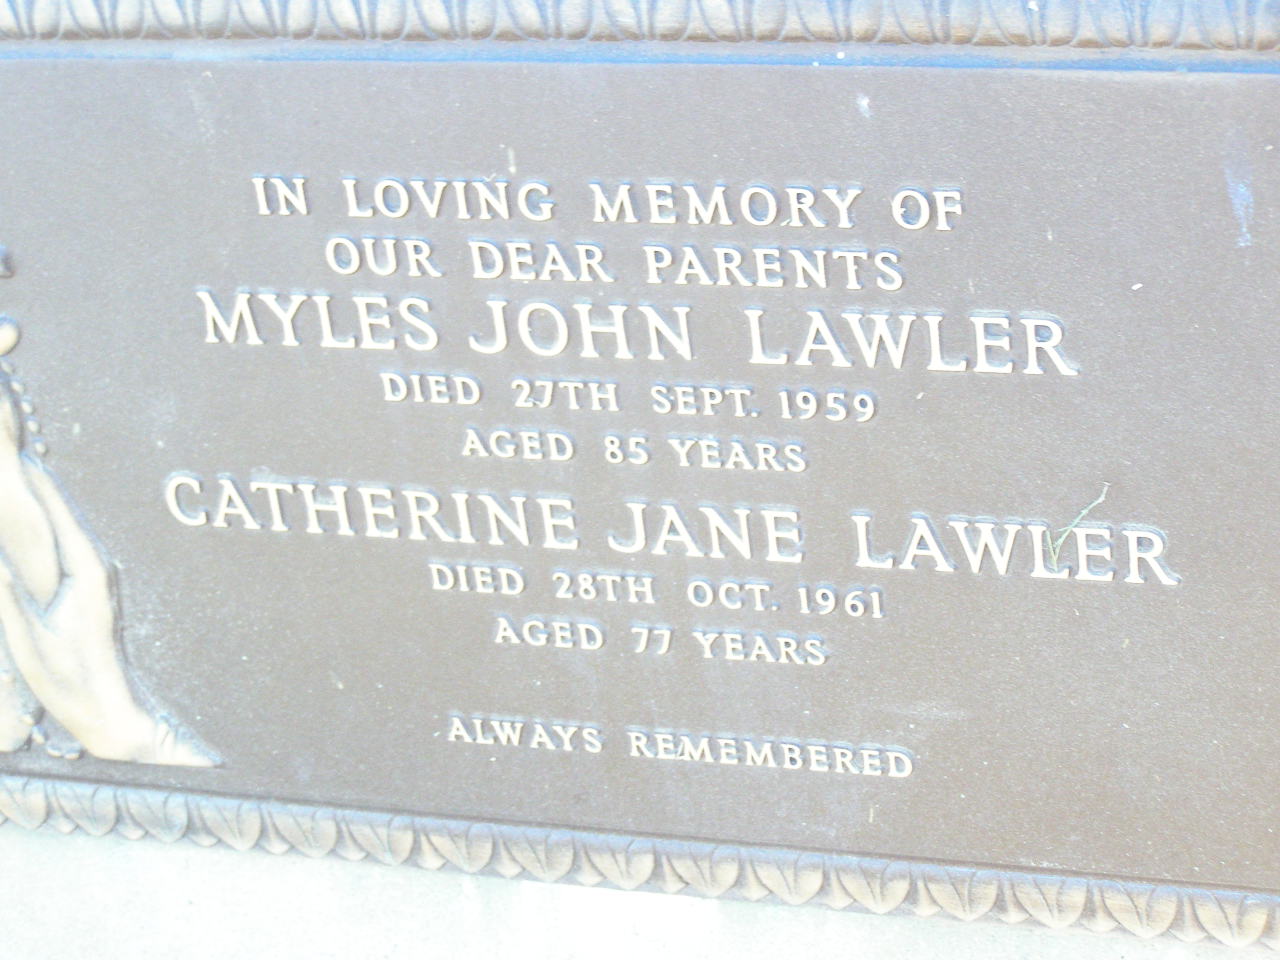 IN LOVING MEMORY OF
OUR DEAR PARENTS
MYLES JOHN LAWLER
DIED 27TH SEPT. 1959
AGED 85 YEARS
CATHERINE JANE LAWLER
DIED 28TH OCT. 1961
AGED 77 YEARS
ALWAYS REMEMBERED